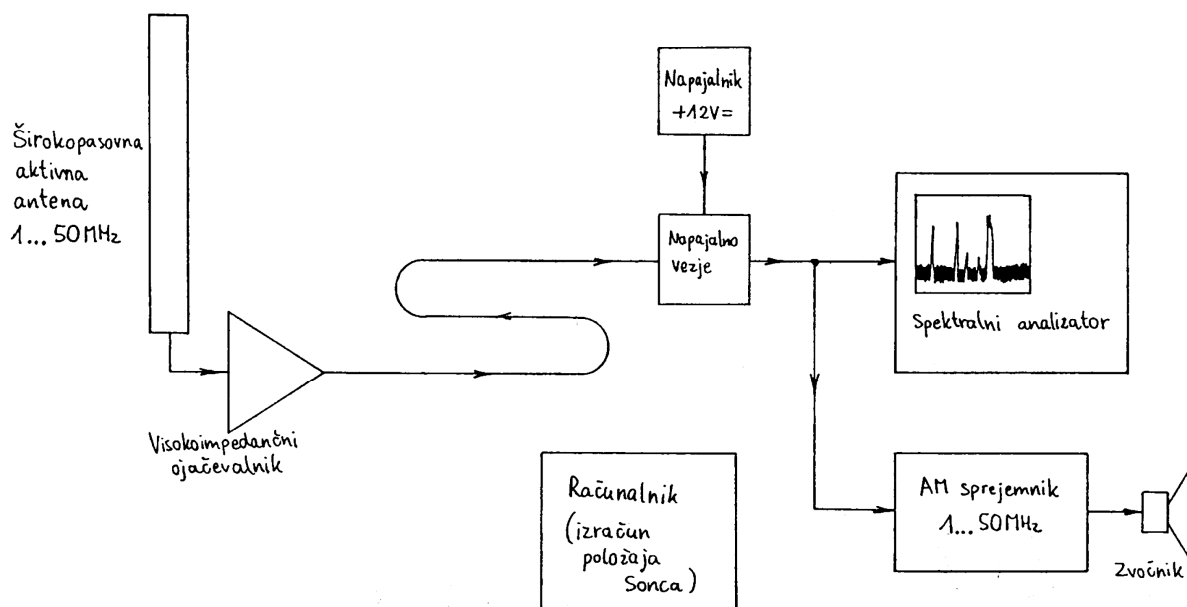 Širokopasovna
aktivna
antena
1... 50MHz
Visokoimpedančni
ojačevalnik
Napajalnik
+12V=
Napajalno
vezje
Spektralni analizator
Računalnik
(izračun
položaja
Sonca)
AM sprejemnik
1... 50MHz
Zvočnik